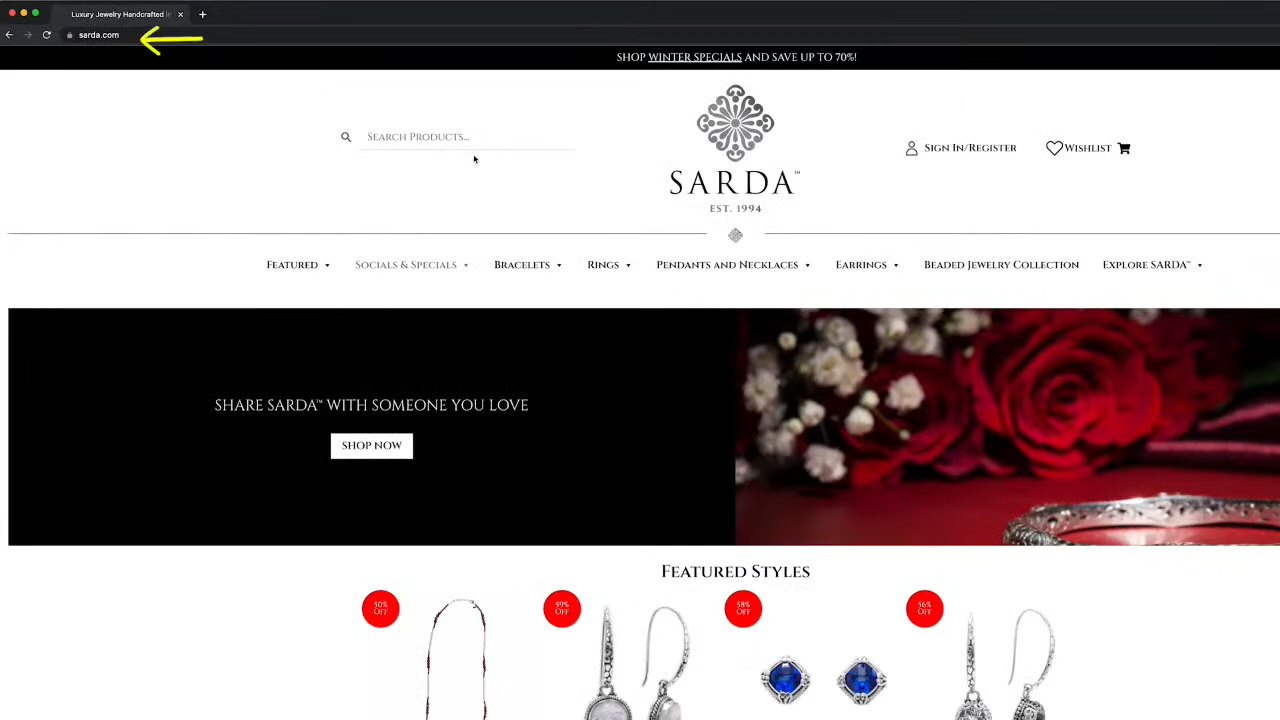 Luxury Jewelry Handcrafted
sarda.com
SHOP WINTER SPECIALS AND SAVE UP TO 70%!
Search Products...
SARDA™
EST. 1994
Sign In/Register
Wishlist
Featured
Socials & Specials
Bracelets
Rings
Pendants and Necklaces
Earrings
Beaded Jewelry Collection
Explore SARDA™
SHARE SARDA™ WITH SOMEONE YOU LOVE
SHOP NOW
Featured Styles
50%
Off
59%
Off
58%
Off
56%
Off